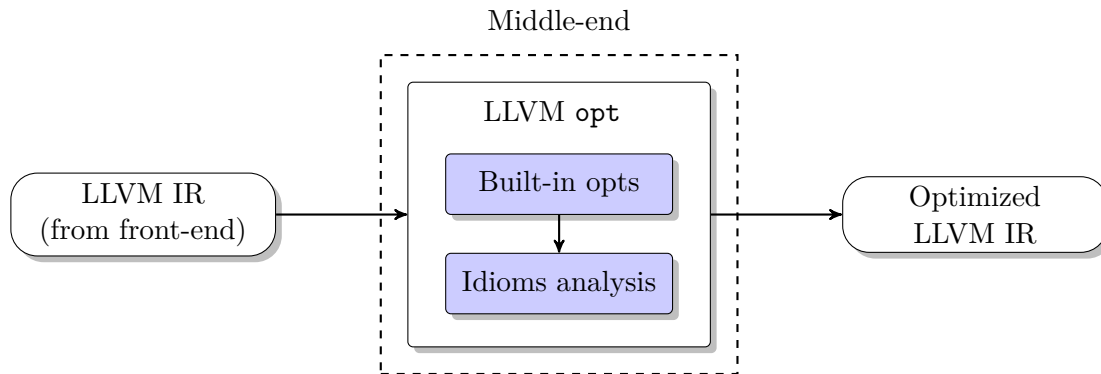 Middle-end
LLVM opt
Built-in opts
Idioms analysis
LLVM IR
(from front-end)
Optimized
LLVM IR